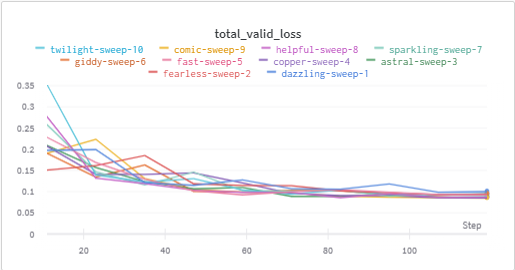 total_valid_loss
twilight-sweep-10 comic-sweep-9 helpful-sweep-8 sparkling-sweep-7
giddy-sweep-6 fast-sweep-5 copper-sweep-4 astral-sweep-3
fearless-sweep-2 dazzling-sweep-1
0.35
0.3
0.25
0.2
0.15
0.1
0.05
0
Step
20 40 60 80 100